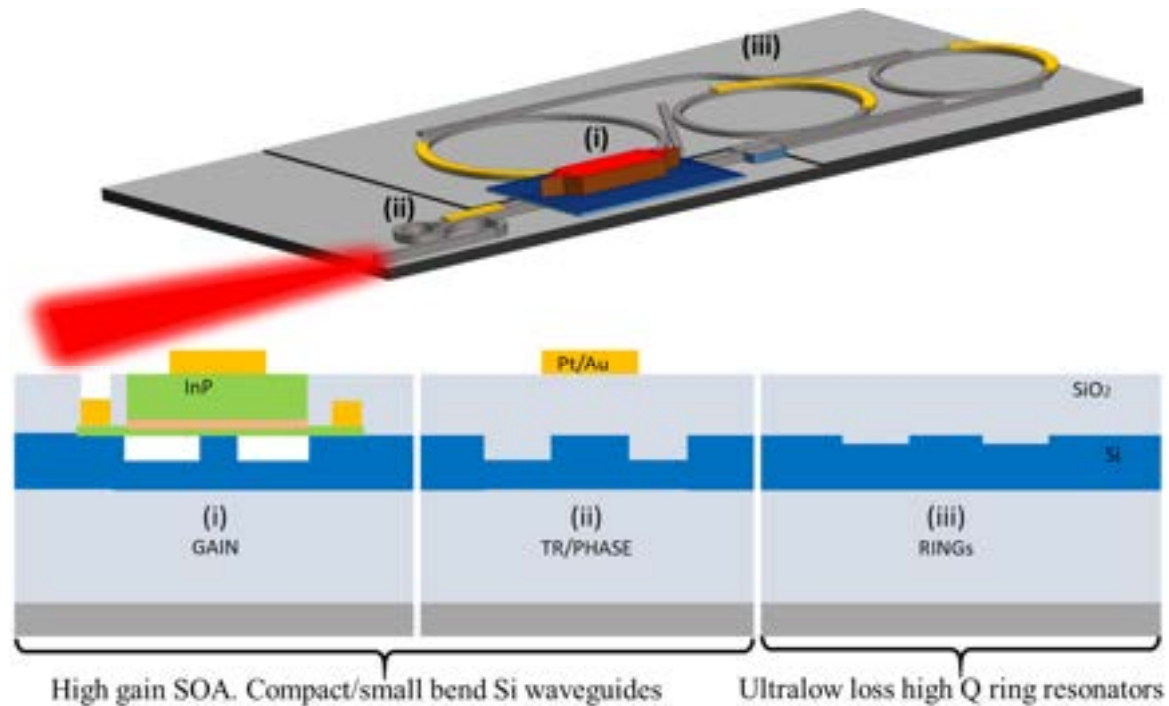 (iii)
(i)
(ii)
InP
Pt/Au
SiO₂
Si
(i)
GAIN
(ii)
TR/PHASE
(iii)
RINGs
High gain SOA. Compact/small bend Si waveguides
Ultralow loss high Q ring resonators